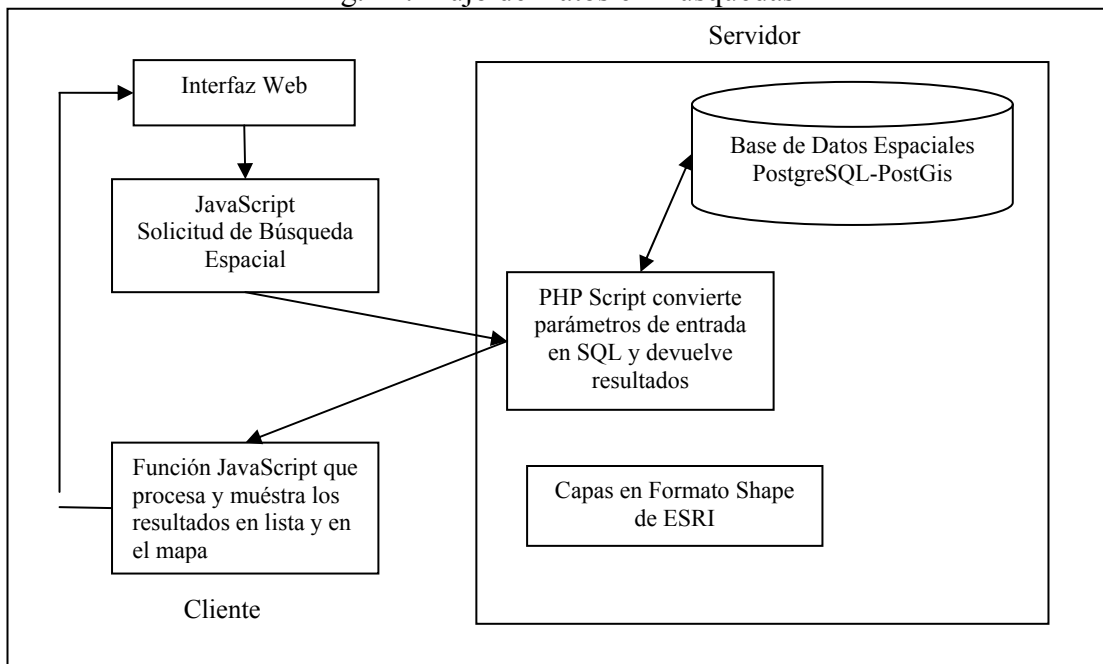 Servidor
Interfaz Web
Base de Datos Espaciales
PostgreSQL-PostGis
JavaScript
Solicitud de Búsqueda
Espacial
PHP Script convierte
parámetros de entrada
en SQL y devuelve
resultados
Función JavaScript que
procesa y muéstra los
resultados en lista y en
el mapa
Capas en Formato Shape
de ESRI
Cliente